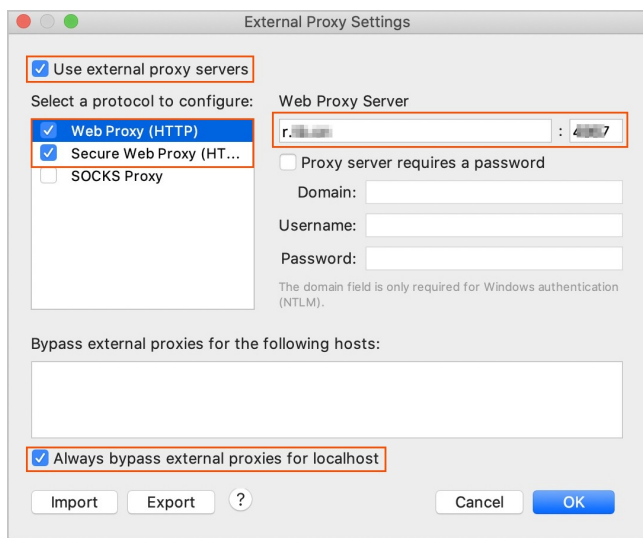 External Proxy Settings
Use external proxy servers
Select a protocol to configure:
Web Proxy (HTTP)
Secure Web Proxy (HT...
SOCKS Proxy
Web Proxy Server
:
Proxy server requires a password
Domain:
Username:
Password:
The domain field is only required for Windows authentication
(NTLM).
Bypass external proxies for the following hosts:
Always bypass external proxies for localhost
Import
Export
?
Cancel
OK